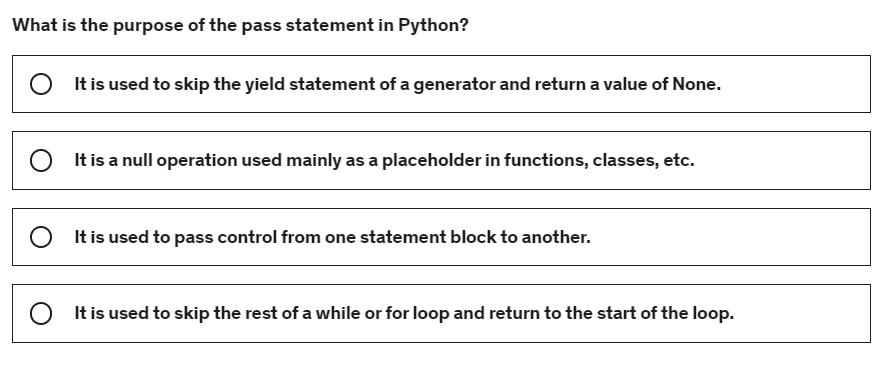 What is the purpose of the pass statement in Python?
It is used to skip the yield statement of a generator and return a value of None.
It is a null operation used mainly as a placeholder in functions, classes, etc.
It is used to pass control from one statement block to another.
It is used to skip the rest of a while or for loop and return to the start of the loop.